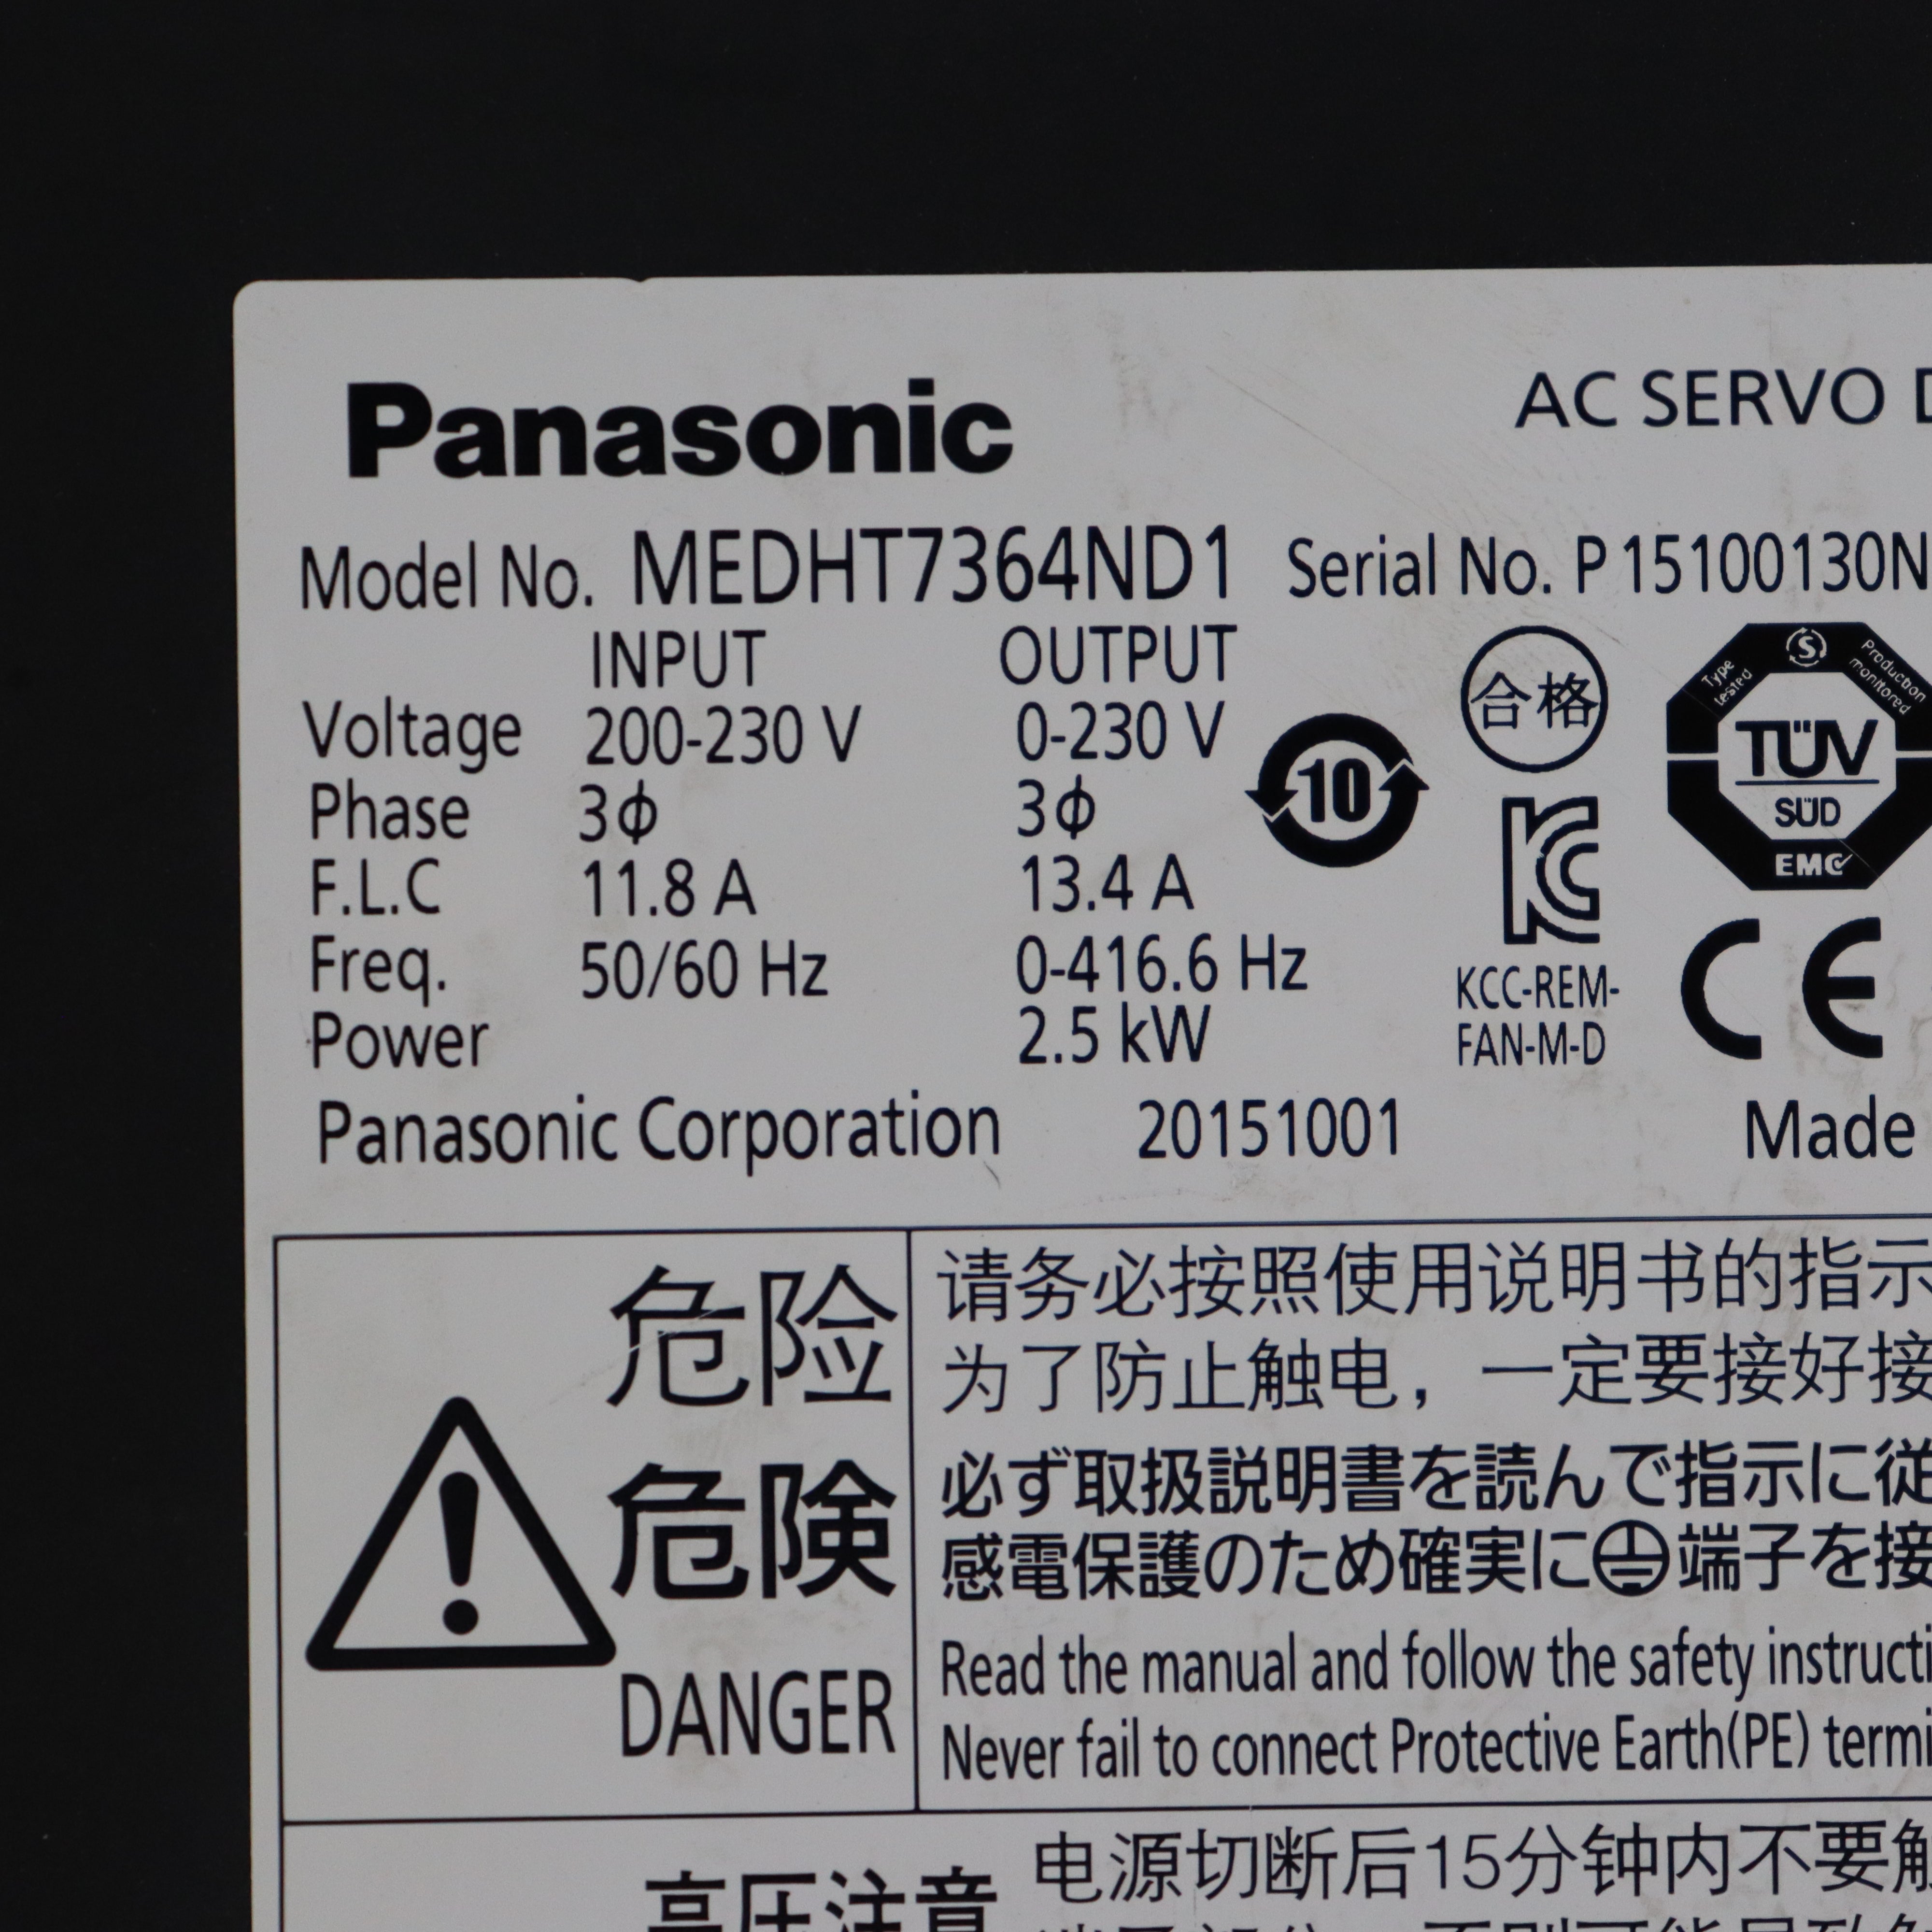 Panasonic
AC SERVO
Model No. MEDHT7364ND1 Serial No. P15100130N
INPUT OUTPUT
Voltage 200-230 V 0-230 V
Phase 3ϕ 3ϕ
F.L.C 11.8 A 13.4 A
Freq. 50/60 Hz 0-416.6 Hz
Power 2.5 kW
10
合格
KCC-REM-
FAN-M-D
Type
tested
Production
monitored
TÜV
SÜD
EMC
CE
Panasonic Corporation 20151001 Made
危险
危険
DANGER
请务必按照使用说明书的指示
为了防止触电，一定要接好接
必ず取扱説明書を読んで指示に従
感電保護のため確実に⏚端子を接
Read the manual and follow the safety instructi
Never fail to connect Protective Earth(PE) termi
高圧注意
电源切断后15分钟内不要触